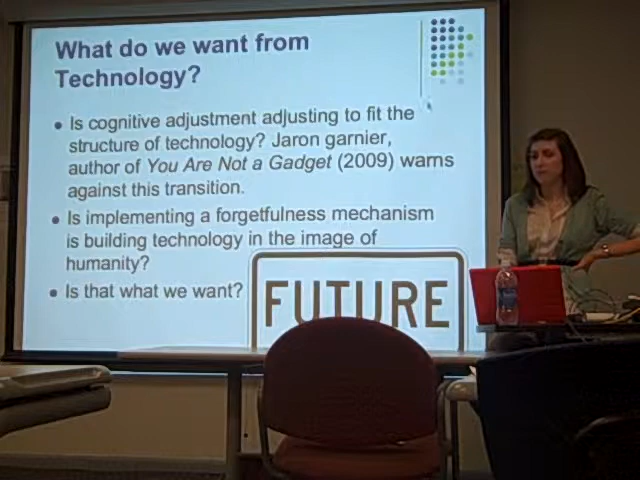 What do we want from
Technology?
• Is cognitive adjustment adjusting to fit the
structure of technology? Jaron garnier,
author of You Are Not a Gadget (2009) warns
against this transition.
• Is implementing a forgetfulness mechanism
is building technology in the image of
humanity?
• Is that what we want?
FUTURE